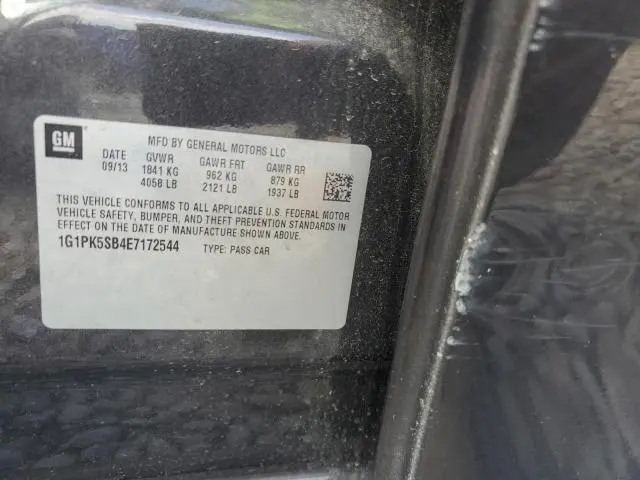 GM
MFD BY GENERAL MOTORS LLC
DATE GVWR GAWR FRT GAWR RR
09/13 1841 KG 962 KG 879 KG
4058 LB 2121 LB 1937 LB
THIS VEHICLE CONFORMS TO ALL APPLICABLE U.S. FEDERAL MOTOR
VEHICLE SAFETY, BUMPER, AND THEFT PREVENTION STANDARDS IN
EFFECT ON THE DATE OF MANUFACTURE SHOWN ABOVE.
1G1PK5SB4E7172544 TYPE: PASS CAR